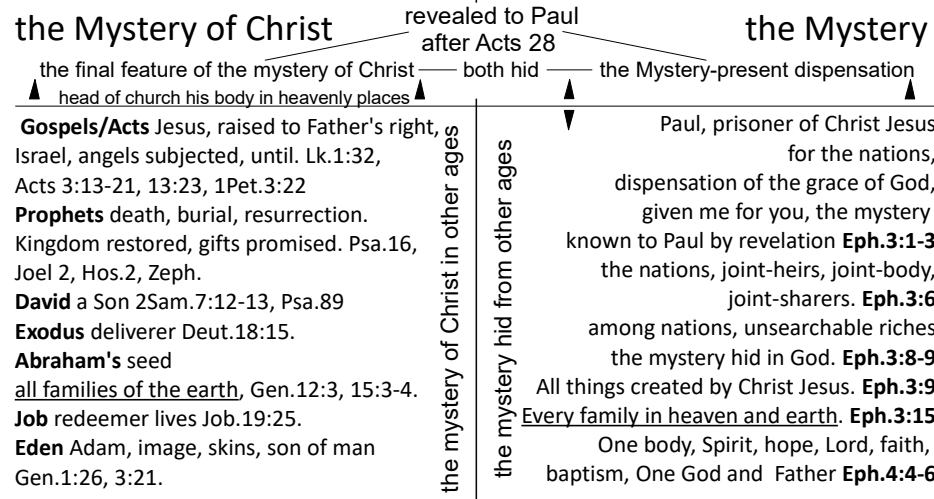 the Mystery of Christ
revealed to Paul
after Acts 28
the Mystery
the final feature of the mystery of Christ
both hid
the Mystery-present dispensation
head of church his body in heavenly places
Gospels/Acts Jesus, raised to Father's right,
Israel, angels subjected, until. Lk.1:32,
Acts 3:13-21, 13:23, 1Pet.3:22
Prophets death, burial, resurrection.
Kingdom restored, gifts promised. Psa.16,
Joel 2, Hos.2, Zeph.
David a Son 2Sam.7:12-13, Psa.89
Exodus deliverer Deut.18:15.
Abraham's seed
all families of the earth, Gen.12:3, 15:3-4.
Job redeemer lives Job.19:25.
Eden Adam, image, skins, son of man
Gen.1:26, 3:21.
the mystery of Christ in other ages
the mystery hid from other ages
Paul, prisoner of Christ Jesus
for the nations,
dispensation of the grace of God,
given me for you, the mystery
known to Paul by revelation Eph.3:1-3
the nations, joint-heirs, joint-body,
joint-sharers. Eph.3:6
among nations, unsearchable riches
the mystery hid in God. Eph.3:8-9
All things created by Christ Jesus. Eph.3:9
Every family in heaven and earth. Eph.3:15
One body, Spirit, hope, Lord, faith,
baptism, One God and Father Eph.4:4-6